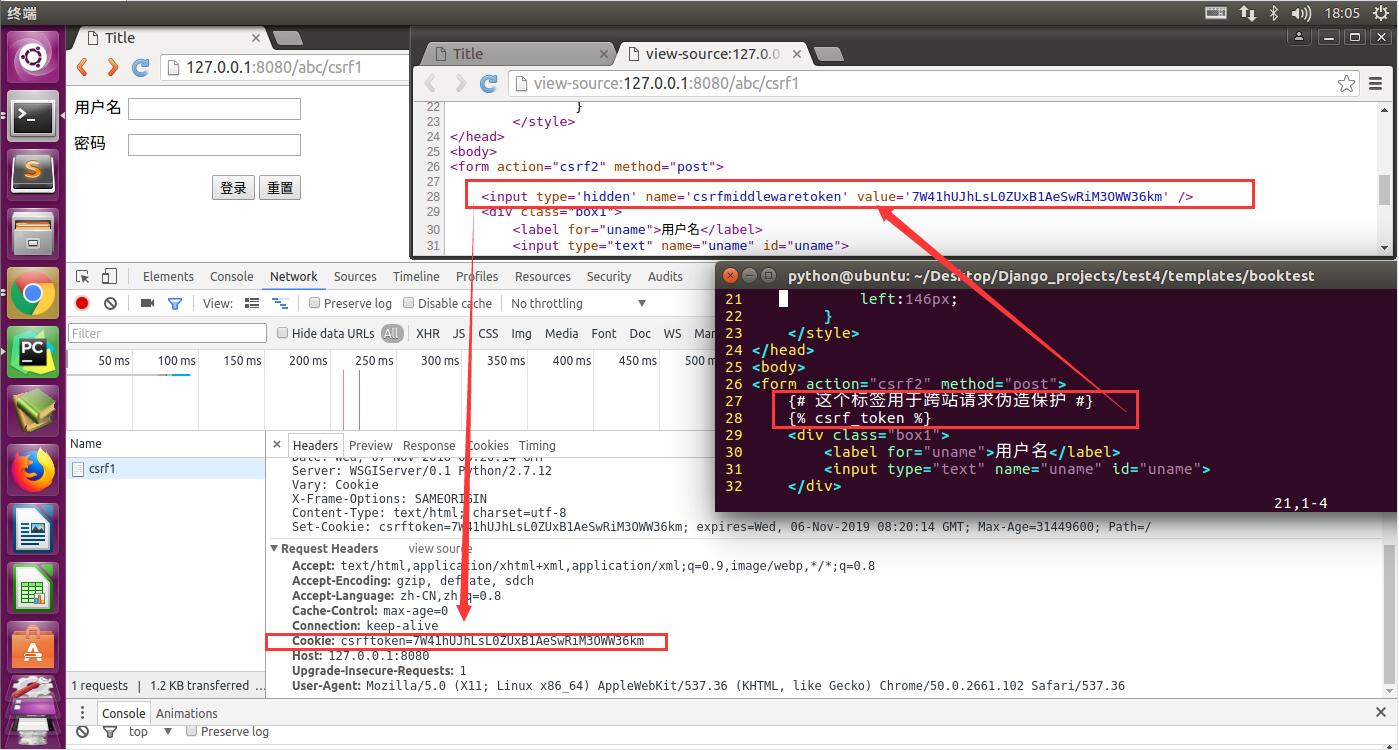 终端
18:05
Title
127.0.0.1:8080/abc/csrf1
用户名
密码
登录 重置
Title
view-source:127.0.0.
view-source:127.0.0.1:8080/abc/csrf1
22 }
23 </style>
24 </head>
25 <body>
26 <form action="csrf2" method="post">
27
28 <input type='hidden' name='csrfmiddlewaretoken' value='7W41hUJhLsL0ZUxB1AeSwRiM3OWW36km' />
29 <div class="box1">
30 <label for="uname">用户名</label>
31 <input type="text" name="uname" id="uname">
Elements Console Network Sources Timeline Profiles Resources Security Audits
View: Preserve log Disable cache No throttling
Filter Hide data URLs All XHR JS CSS Img Media Font Doc WS Man
50 ms 100 ms 150 ms 200 ms 250 ms 300 ms 350 ms 400 ms 450 ms 500 m
python@ubuntu: ~/Desktop/Django_projects/test4/templates/booktest
21 left:146px;
22 }
23 </style>
24 </head>
25 <body>
26 <form action="csrf2" method="post">
27 {# 这个标签用于跨站请求伪造保护 #}
28 {% csrf_token %}
29 <div class="box1">
30 <label for="uname">用户名</label>
31 <input type="text" name="uname" id="uname">
32 </div>
21,1-4
Name
csrf1
Headers Preview Response Cookies Timing
Server: WSGIServer/0.1 Python/2.7.12
Vary: Cookie
X-Frame-Options: SAMEORIGIN
Content-Type: text/html; charset=utf-8
Set-Cookie: csrftoken=7W41hUJhLsL0ZUxB1AeSwRiM3OWW36km; expires=Wed, 06-Nov-2019 08:20:14 GMT; Max-Age=31449600; Path=/
Request Headers view source
Accept: text/html,application/xhtml+xml,application/xml;q=0.9,image/webp,*/*;q=0.8
Accept-Encoding: gzip, deflate, sdch
Accept-Language: zh-CN,zh;q=0.8
Cache-Control: max-age=0
Connection: keep-alive
Cookie: csrftoken=7W41hUJhLsL0ZUxB1AeSwRiM3OWW36km
Host: 127.0.0.1:8080
Upgrade-Insecure-Requests: 1
User-Agent: Mozilla/5.0 (X11; Linux x86_64) AppleWebKit/537.36 (KHTML, like Gecko) Chrome/50.0.2661.102 Safari/537.36
1 requests | 1.2 KB transferred ...
Console Animations
top Preserve log